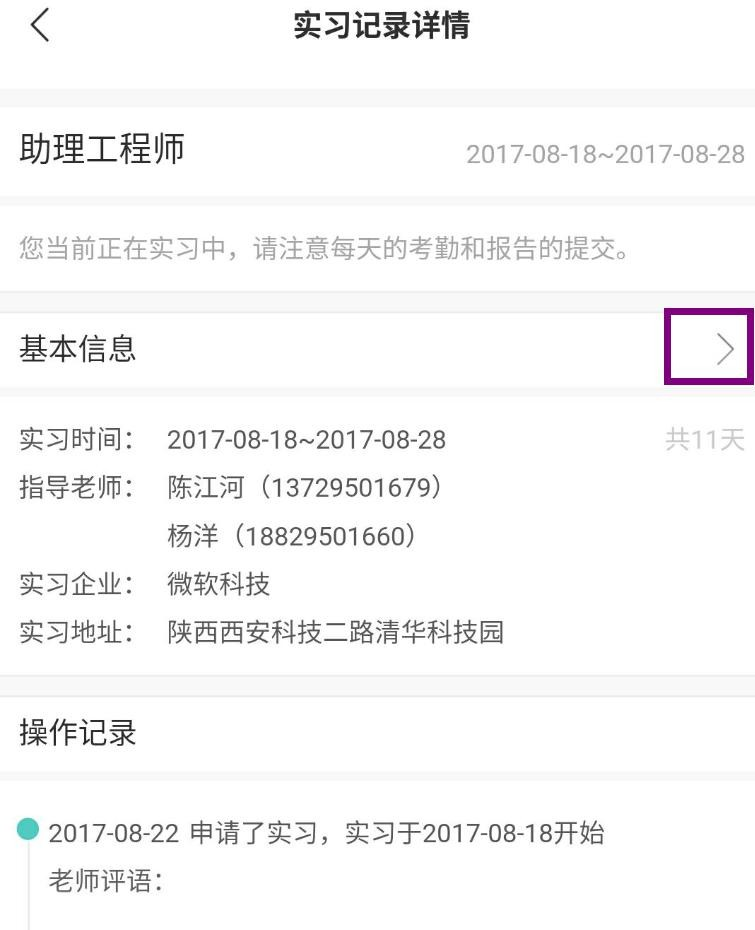 实习记录详情
助理工程师 2017-08-18~2017-08-28
您当前正在实习中，请注意每天的考勤和报告的提交。
基本信息
实习时间： 2017-08-18~2017-08-28 共11天
指导老师： 陈江河（13729501679）
杨洋（18829501660）
实习企业： 微软科技
实习地址： 陕西西安科技二路清华科技园
操作记录
2017-08-22 申请了实习，实习于2017-08-18开始
老师评语：